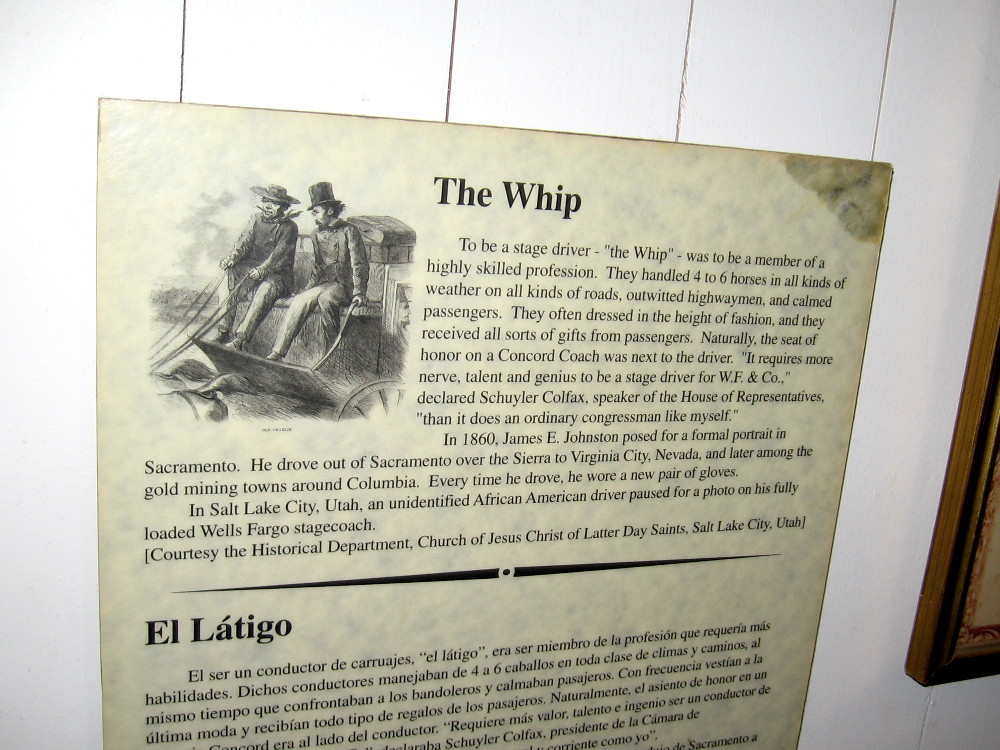 The Whip
To be a stage driver - "the Whip" - was to be a member of a
highly skilled profession. They handled 4 to 6 horses in all kinds of
weather on all kinds of roads, outwitted highwaymen, and calmed
passengers. They often dressed in the height of fashion, and they
received all sorts of gifts from passengers. Naturally, the seat of
honor on a Concord Coach was next to the driver. "It requires more
nerve, talent and genius to be a stage driver for W.F. & Co.,"
declared Schuyler Colfax, speaker of the House of Representatives,
"than it does an ordinary congressman like myself."
In 1860, James E. Johnston posed for a formal portrait in
Sacramento. He drove out of Sacramento over the Sierra to Virginia City, Nevada, and later among the
gold mining towns around Columbia. Every time he drove, he wore a new pair of gloves.
In Salt Lake City, Utah, an unidentified African American driver paused for a photo on his fully
loaded Wells Fargo stagecoach.
[Courtesy the Historical Department, Church of Jesus Christ of Latter Day Saints, Salt Lake City, Utah]
El Látigo
El ser un conductor de carruajes, “el látigo”, era ser miembro de la profesión que requería más
habilidades. Dichos conductores manejaban de 4 a 6 caballos en toda clase de climas y caminos, al
mismo tiempo que confrontaban a los bandoleros y calmaban pasajeros. Con frecuencia vestían a la
última moda y recibían todo tipo de regalos de los pasajeros. Naturalmente, el asiento de honor en un
Concord era al lado del conductor. “Requiere más valor, talento e ingenio ser un conductor de
declaraba Schuyler Colfax, presidente de la Cámara de
y corriente como yo”.
de Sacramento a